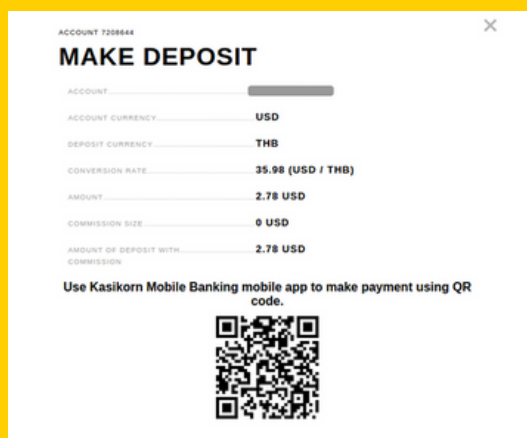 ACCOUNT 7208644
MAKE DEPOSIT
ACCOUNT
ACCOUNT CURRENCY USD
DEPOSIT CURRENCY THB
CONVERSION RATE 35.98 (USD / THB)
AMOUNT 2.78 USD
COMMISSION SIZE 0 USD
AMOUNT OF DEPOSIT WITH 2.78 USD
COMMISSION
Use Kasikorn Mobile Banking mobile app to make payment using QR
code.